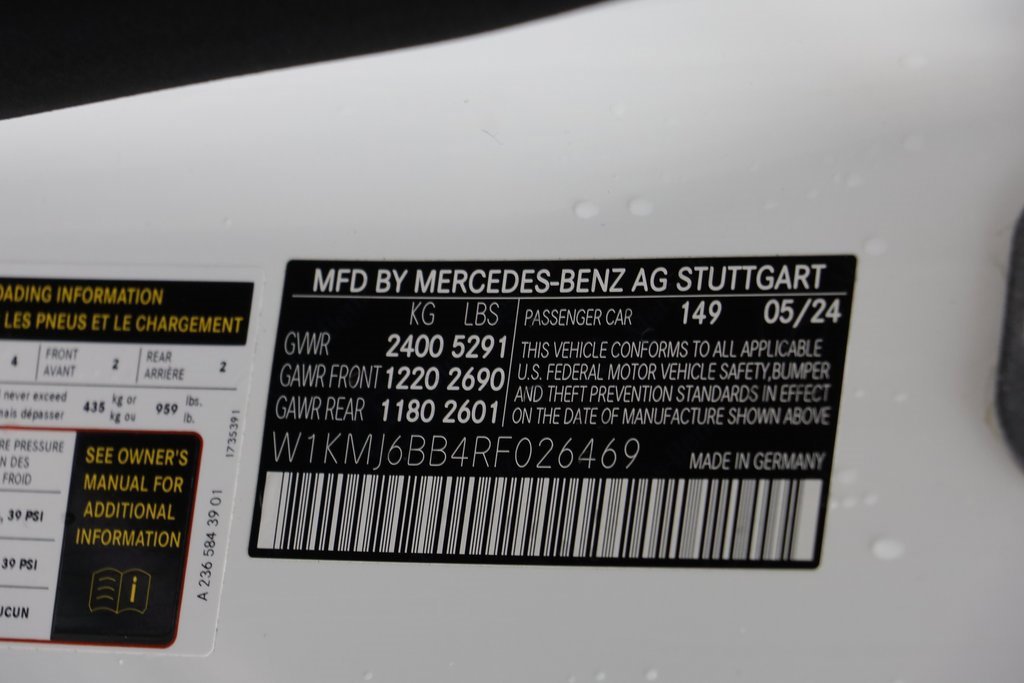 OADING INFORMATION
LES PNEUS ET LE CHARGEMENT
4 FRONT AVANT 2 REAR ARRIÈRE 2
never exceed
mais dépasser 435 kg or kg ou 959 lbs. lb.
RE PRESSURE
N DES
FROID
, 39 PSI
39 PSI
UCUN
SEE OWNER'S
MANUAL FOR
ADDITIONAL
INFORMATION
i
1735391
A 236 584 39 01
MFD BY MERCEDES-BENZ AG STUTTGART
KG LBS
GVWR 2400 5291
GAWR FRONT 1220 2690
GAWR REAR 1180 2601
PASSENGER CAR 149 05/24
THIS VEHICLE CONFORMS TO ALL APPLICABLE
U.S. FEDERAL MOTOR VEHICLE SAFETY,BUMPER
AND THEFT PREVENTION STANDARDS IN EFFECT
ON THE DATE OF MANUFACTURE SHOWN ABOVE
W1KMJ6BB4RF026469
MADE IN GERMANY